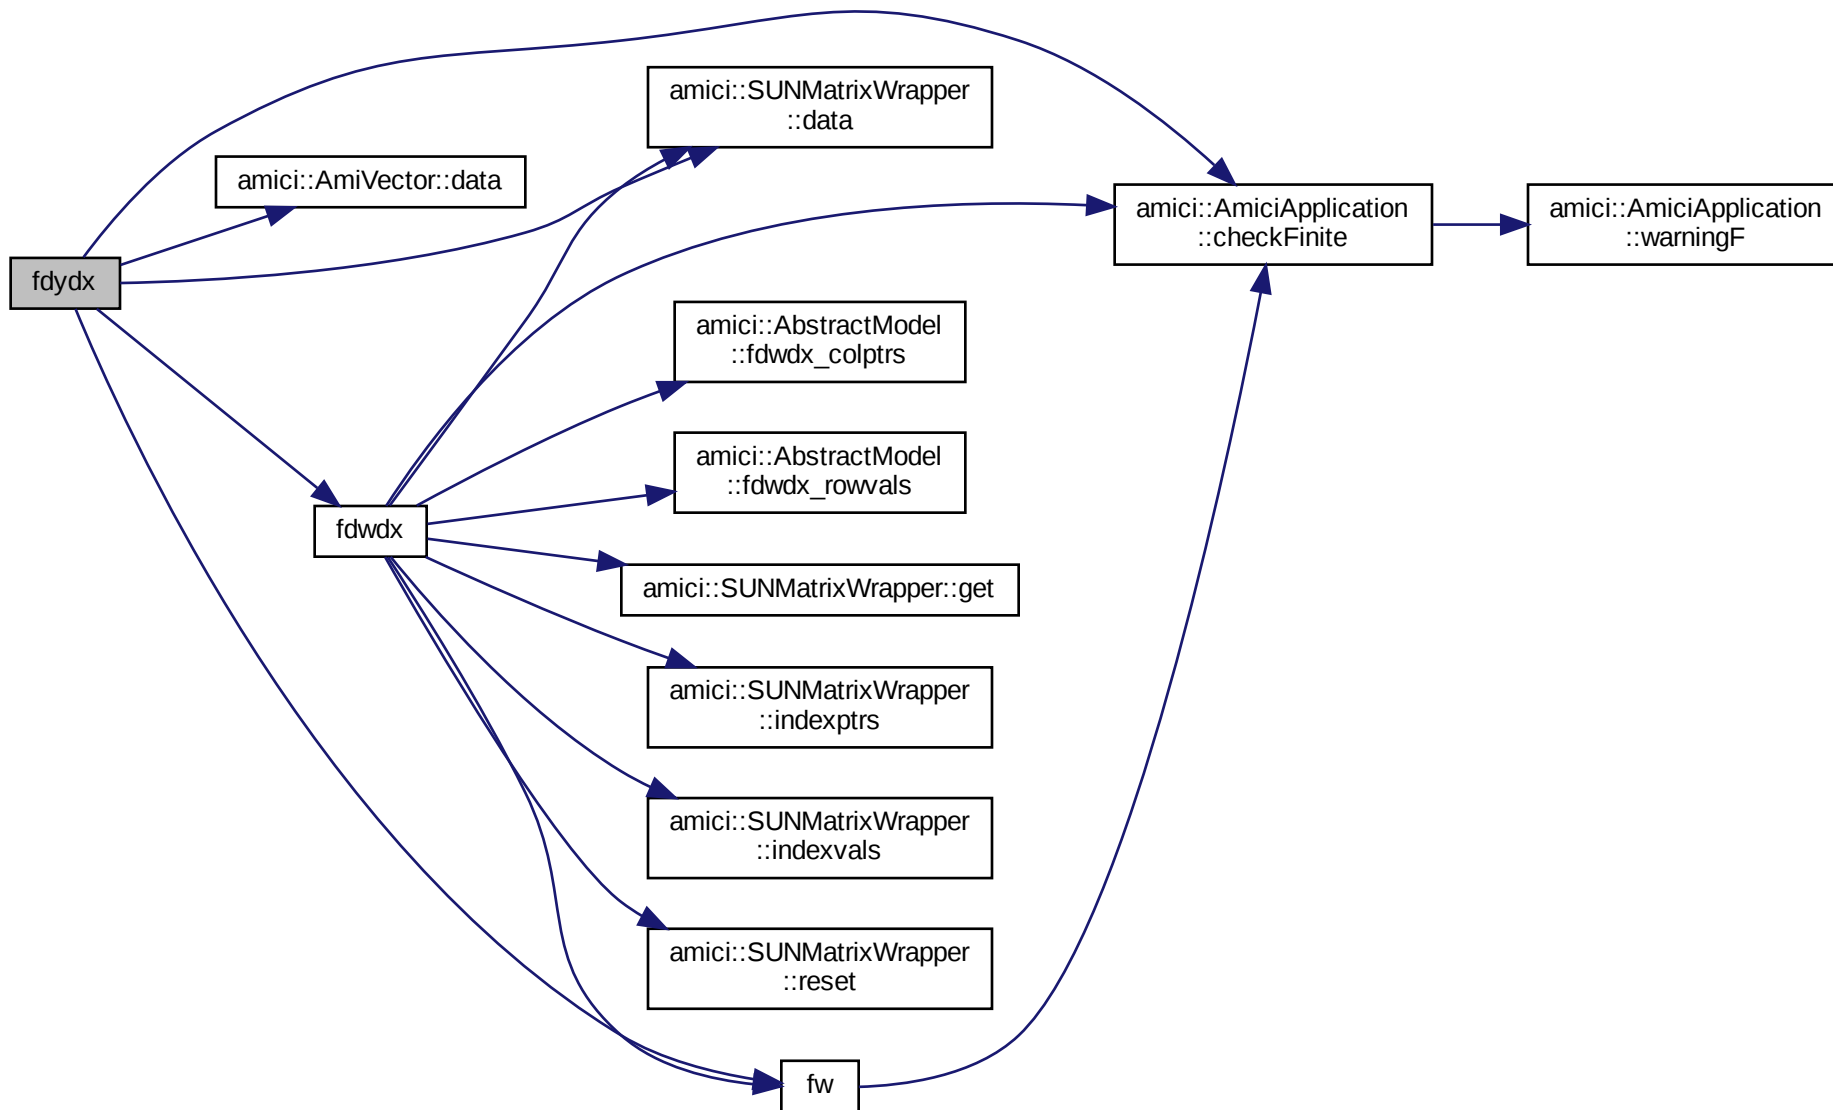 amici::SUNMatrixWrapper
::data
amici::AmiVector::data
amici::AmiciApplication
::checkFinite
amici::AmiciApplication
::warningF
fdydx
amici::AbstractModel
::fdwdx_colptrs
amici::AbstractModel
::fdwdx_rowvals
fdwdx
amici::SUNMatrixWrapper::get
amici::SUNMatrixWrapper
::indexptrs
amici::SUNMatrixWrapper
::indexvals
amici::SUNMatrixWrapper
::reset
fw